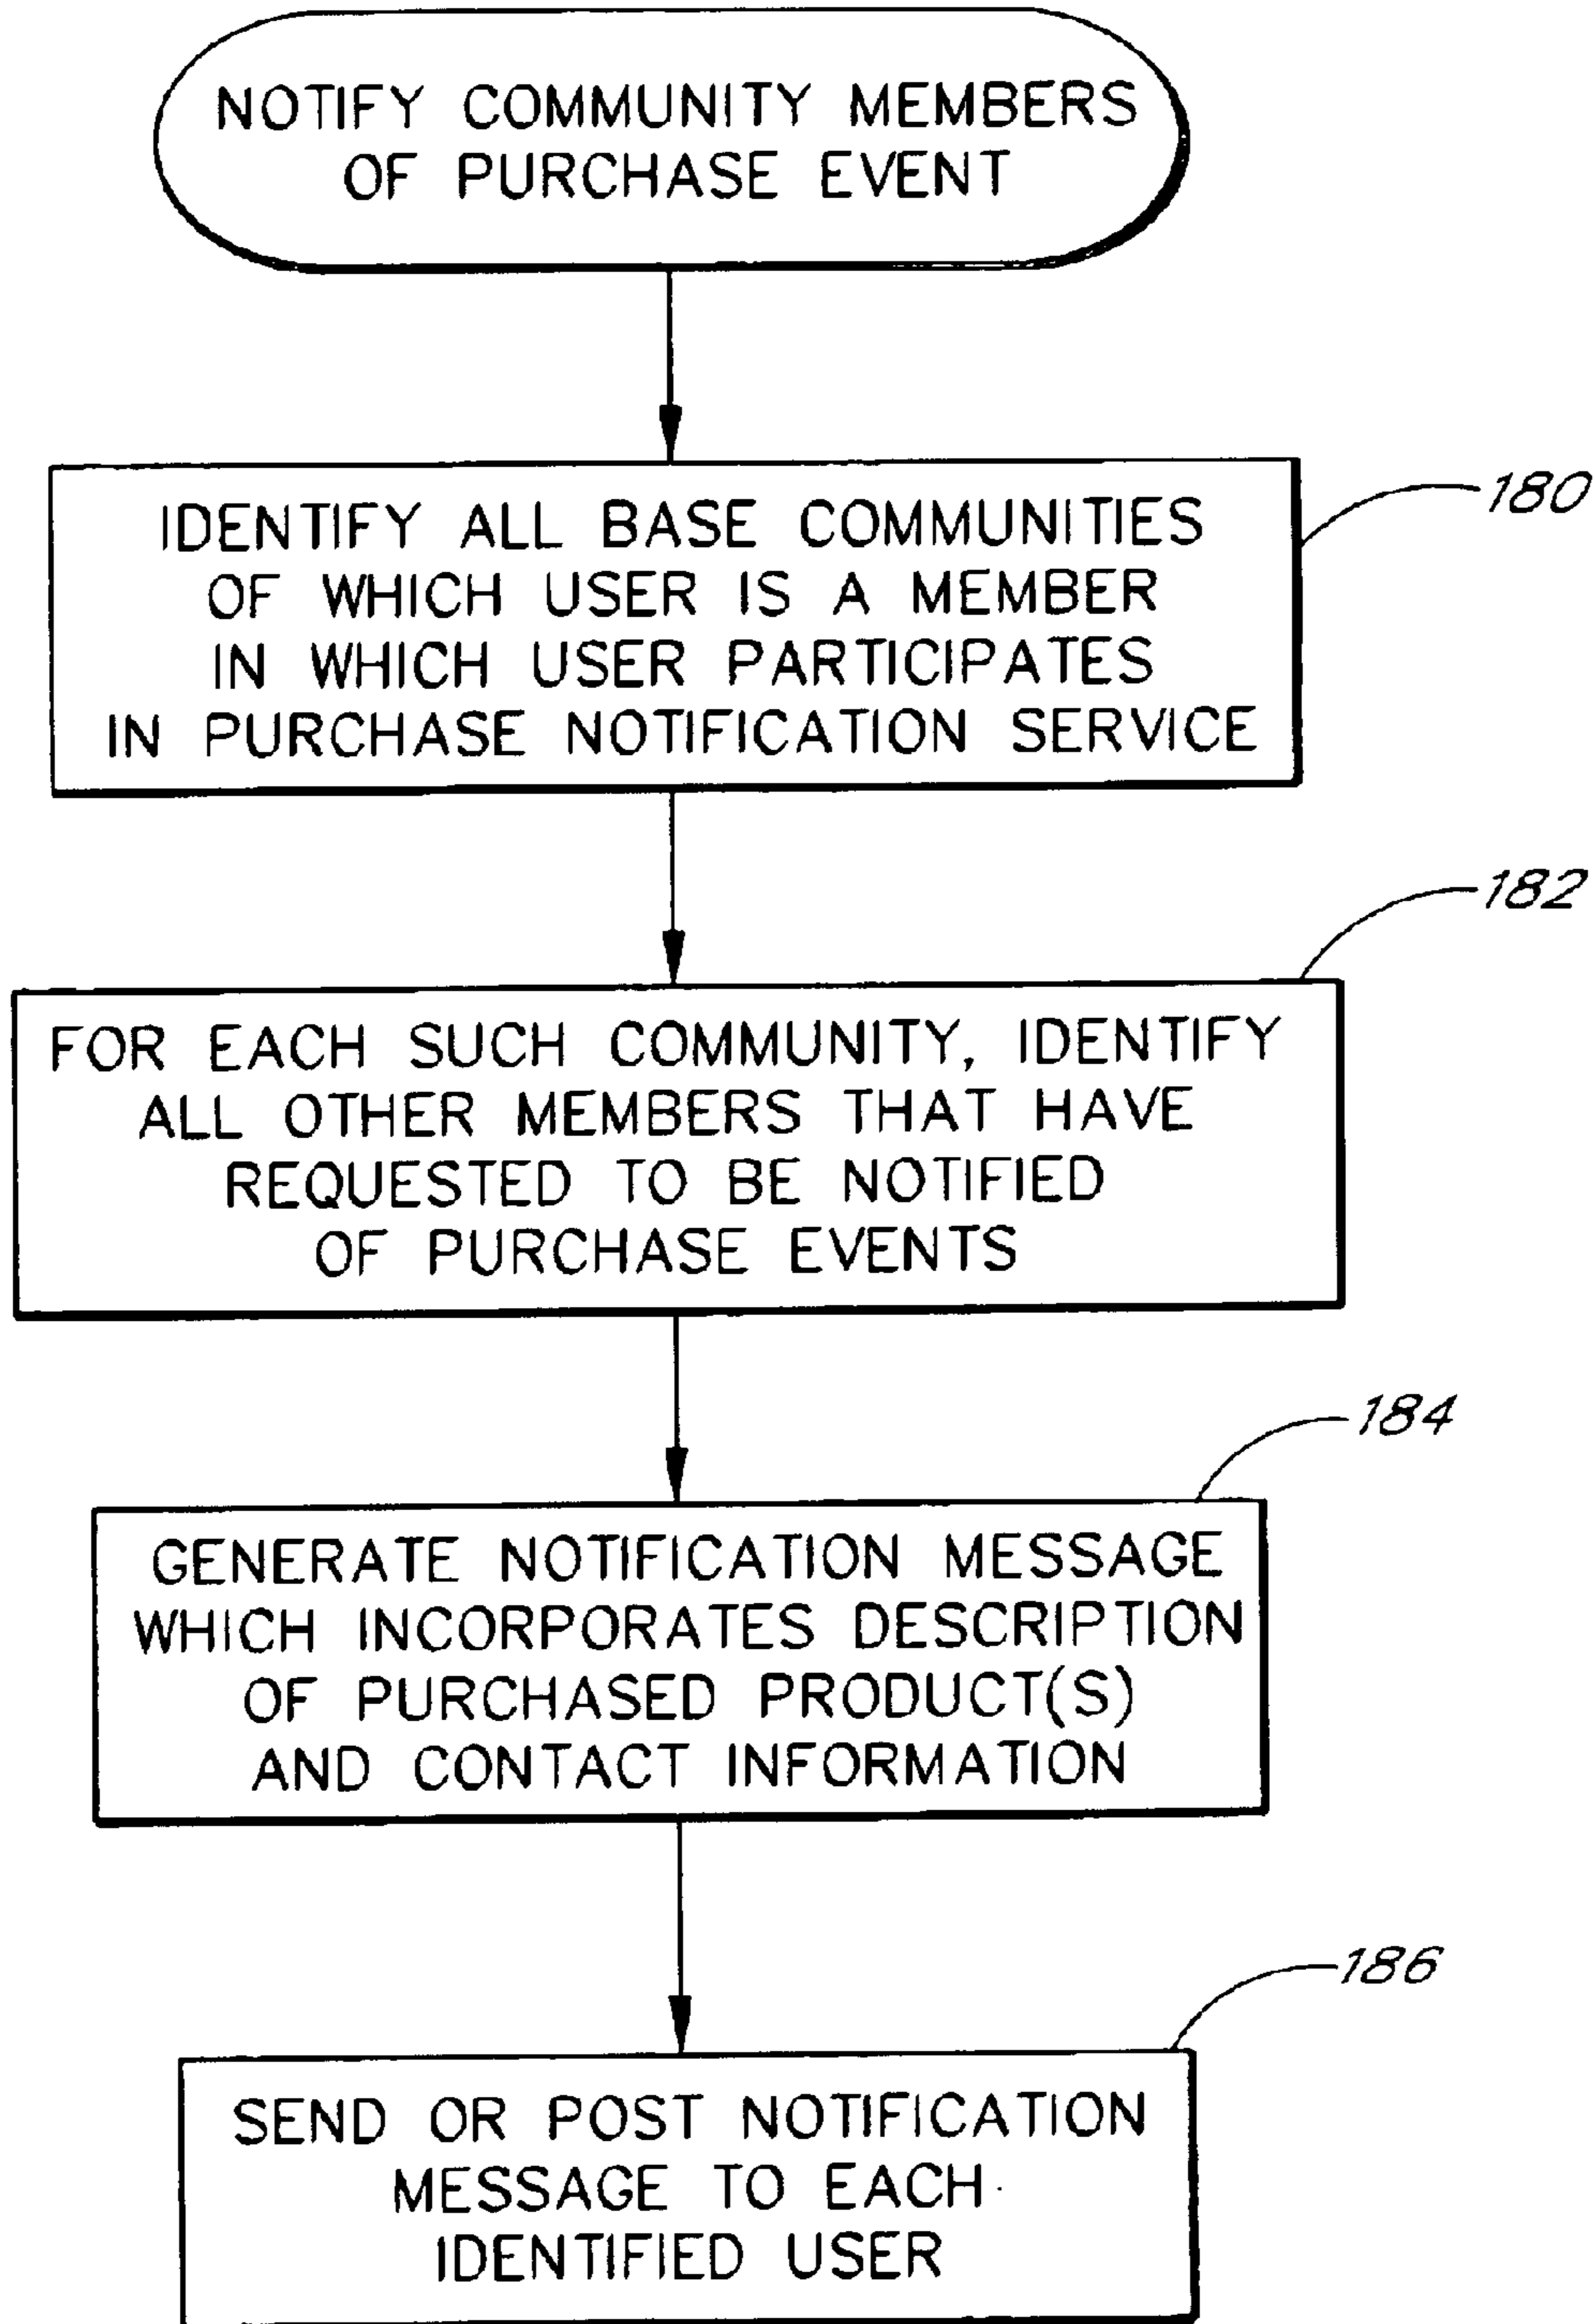 NOTIFY COMMUNITY MEMBERS
OF PURCHASE EVENT
180
IDENTIFY ALL BASE COMMUNITIES
OF WHICH USER IS A MEMBER
IN WHICH USER PARTICIPATES
IN PURCHASE NOTIFICATION SERVICE
182
FOR EACH SUCH COMMUNITY, IDENTIFY
ALL OTHER MEMBERS THAT HAVE
REQUESTED TO BE NOTIFIED
OF PURCHASE EVENTS
184
GENERATE NOTIFICATION MESSAGE
WHICH INCORPORATES DESCRIPTION
OF PURCHASED PRODUCT(S)
AND CONTACT INFORMATION
186
SEND OR POST NOTIFICATION
MESSAGE TO EACH
IDENTIFIED USER